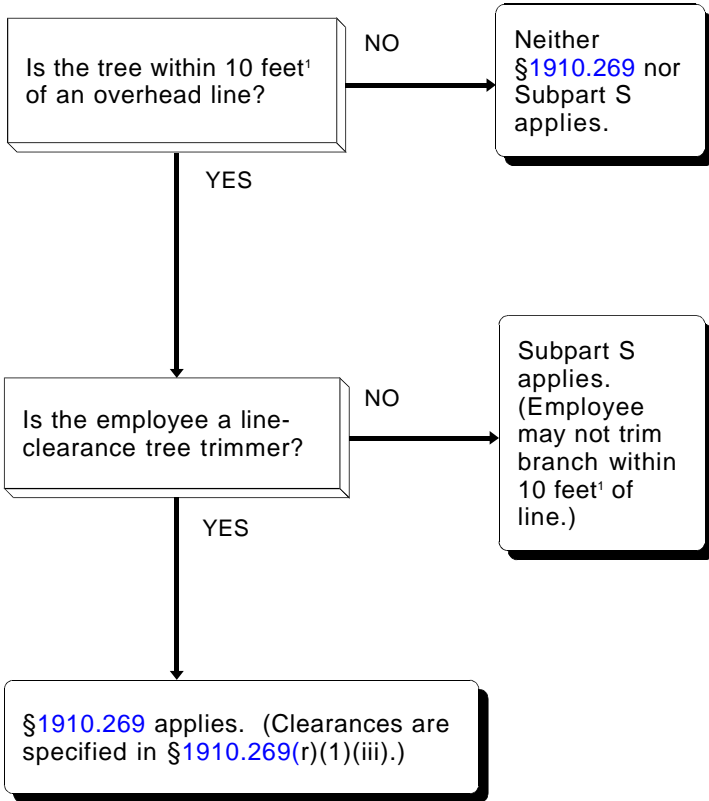 Is the tree within 10 feet¹
of an overhead line?
NO
Neither
§1910.269 nor
Subpart S
applies.
YES
Is the employee a line-
clearance tree trimmer?
NO
Subpart S
applies.
(Employee
may not trim
branch within
10 feet¹ of
line.)
YES
§1910.269 applies.  (Clearances are
specified in §1910.269(r)(1)(iii).)